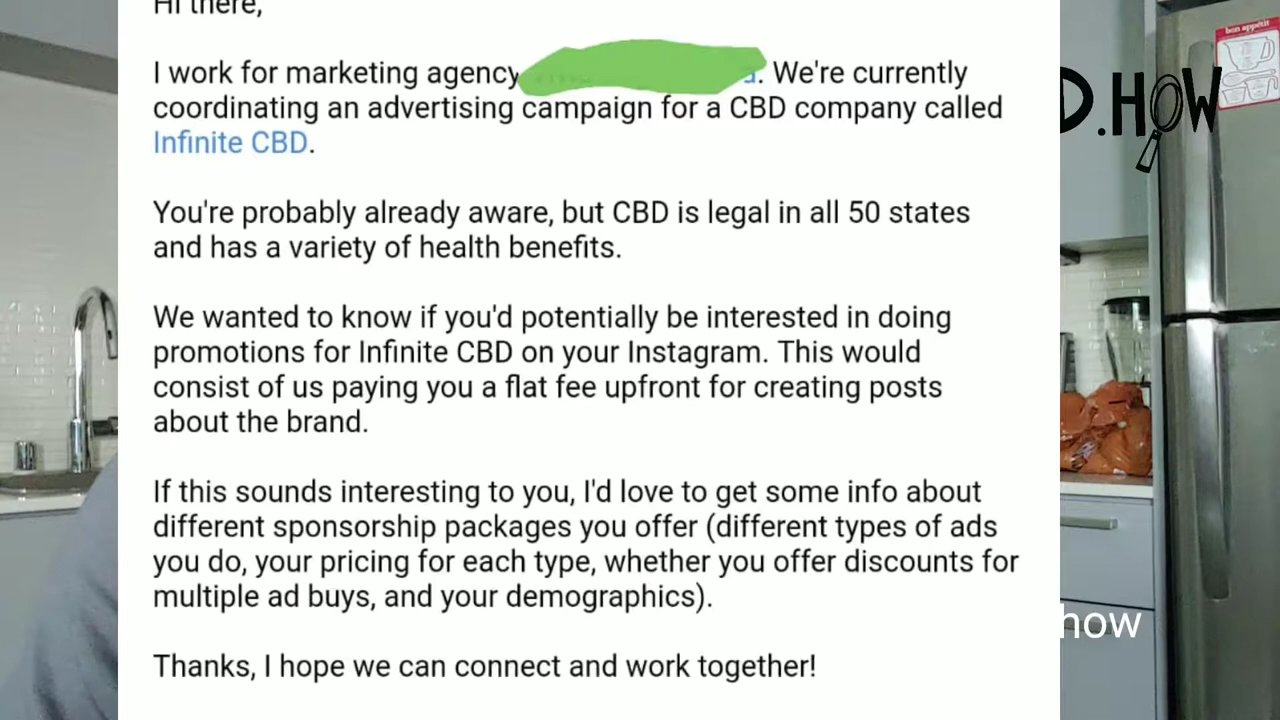 Hi there,
I work for marketing agency . We're currently
coordinating an advertising campaign for a CBD company called
Infinite CBD.
You're probably already aware, but CBD is legal in all 50 states
and has a variety of health benefits.
We wanted to know if you'd potentially be interested in doing
promotions for Infinite CBD on your Instagram. This would
consist of us paying you a flat fee upfront for creating posts
about the brand.
If this sounds interesting to you, I'd love to get some info about
different sponsorship packages you offer (different types of ads
you do, your pricing for each type, whether you offer discounts for
multiple ad buys, and your demographics).
Thanks, I hope we can connect and work together!
bon appétit
D.HOW
how